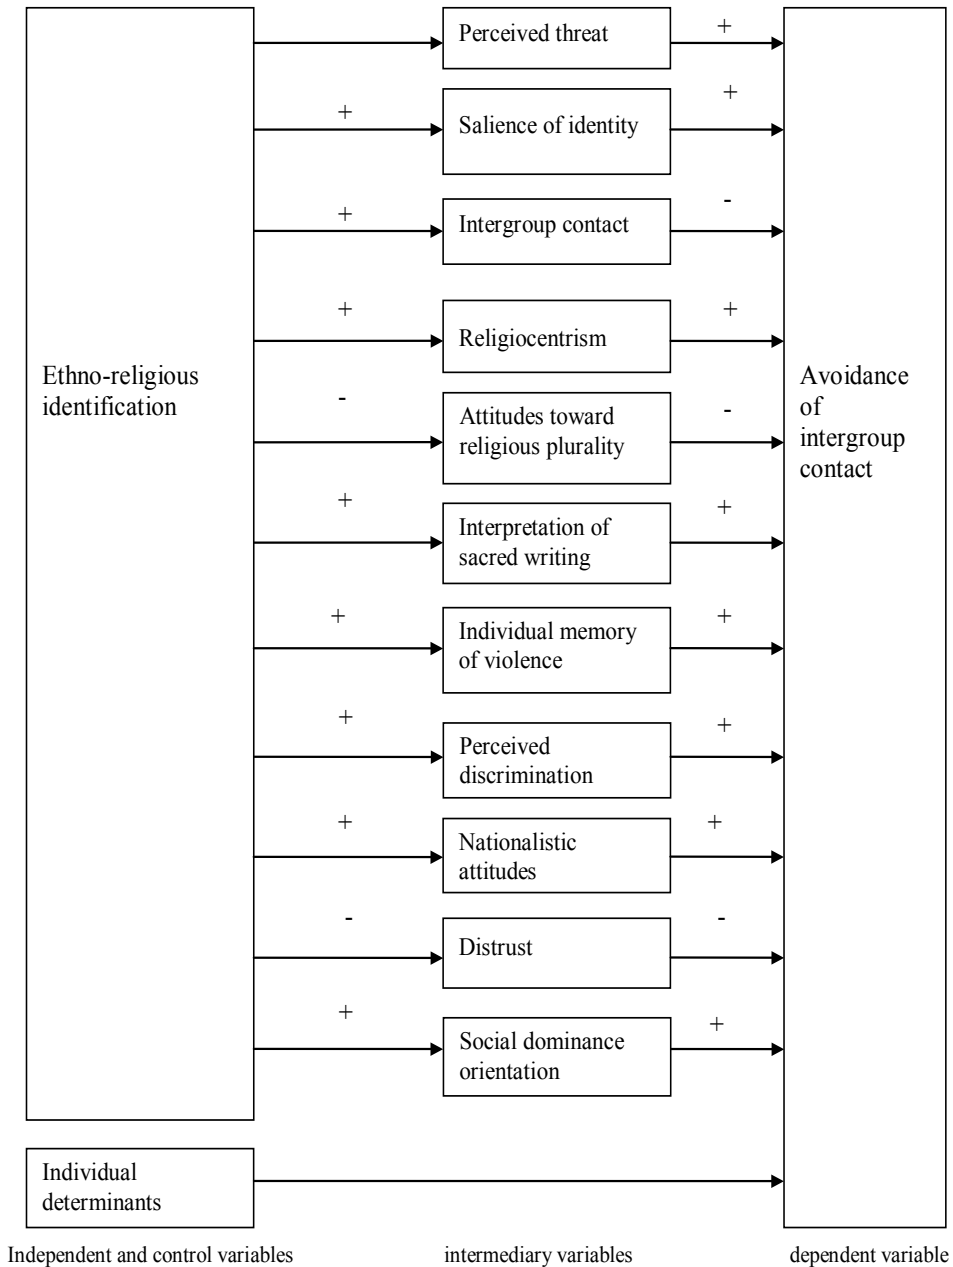 Perceived threat
+
+
Salience of identity
+
+
Intergroup contact
-
+
Religiocentrism
+
Ethno-religious
identification
Avoidance
of
intergroup
contact
-
Attitudes toward
religious plurality
-
+
Interpretation of
sacred writing
+
+
Individual memory
of violence
+
+
Perceived
discrimination
+
+
Nationalistic
attitudes
+
-
Distrust
-
+
Social dominance
orientation
+
Individual
determinants
Independent and control variables
intermediary variables
dependent variable